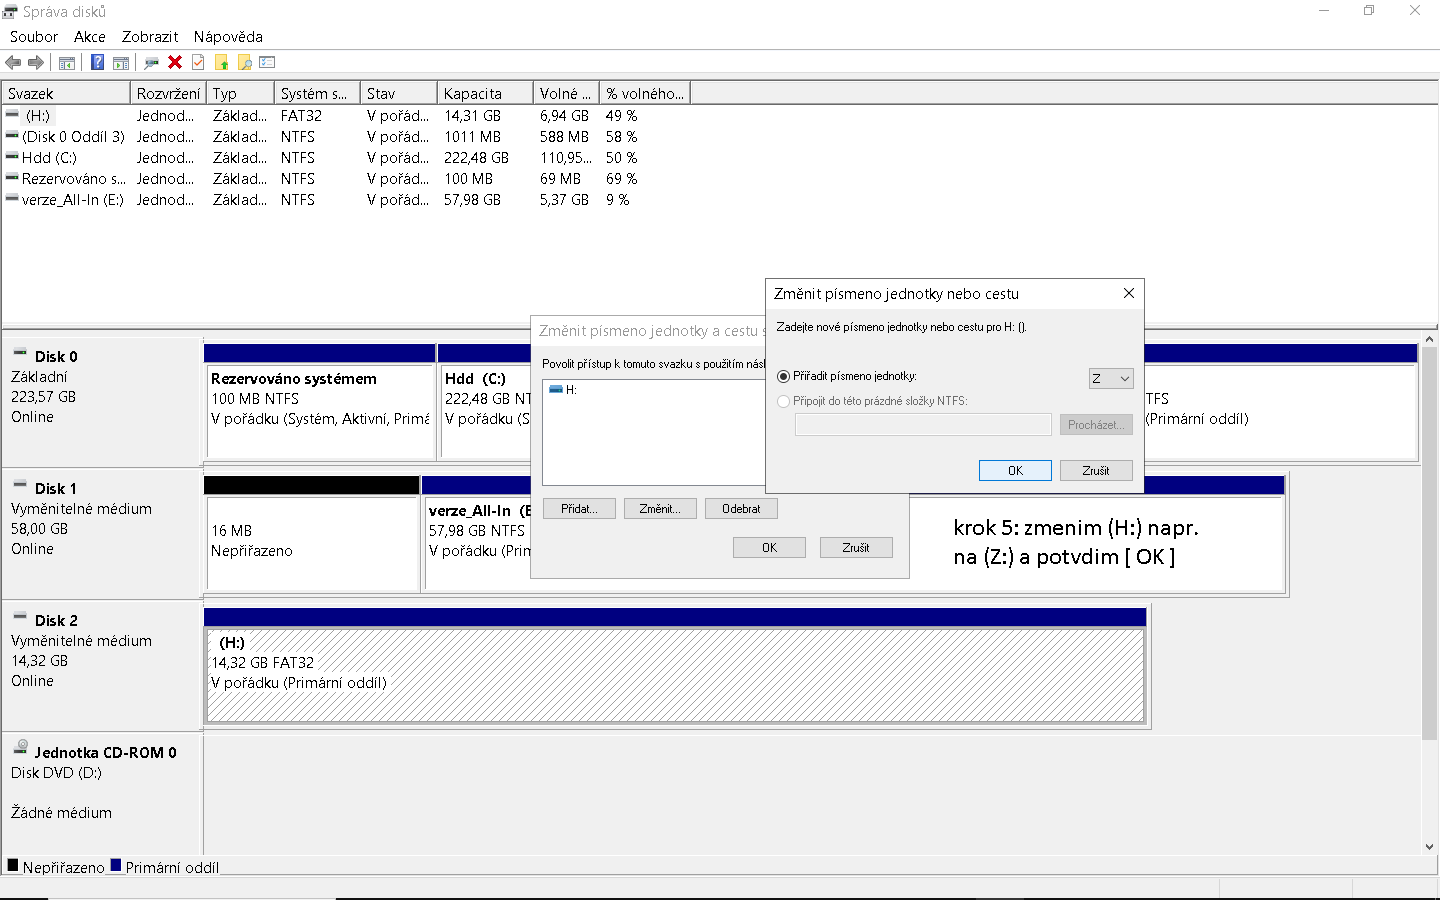 Správa disků
Soubor Akce Zobrazit Nápověda
Svazek Rozvržení Typ Systém s... Stav Kapacita Volné ... % volného...
(H:) Jednod... Základ... FAT32 V pořád... 14,31 GB 6,94 GB 49 %
(Disk 0 Oddíl 3) Jednod... Základ... NTFS V pořád... 1011 MB 588 MB 58 %
Hdd (C:) Jednod... Základ... NTFS V pořád... 222,48 GB 110,95... 50 %
Rezervováno s... Jednod... Základ... NTFS V pořád... 100 MB 69 MB 69 %
verze_All-In (E:) Jednod... Základ... NTFS V pořád... 57,98 GB 5,37 GB 9 %
Změnit písmeno jednotky nebo cestu
Zadejte nové písmeno jednotky nebo cestu pro H: ().
Přiřadit písmeno jednotky: Z
Připojit do této prázdné složky NTFS:
Procházet...
OK Zrušit
Změnit písmeno jednotky a cestu s
Povolit přístup k tomuto svazku s použitím násl
H:
Přidat... Změnit... Odebrat
OK Zrušit
Disk 0
Základní
223,57 GB
Online
Rezervováno systémem
100 MB NTFS
V pořádku (Systém, Aktivní, Primá
Hdd (C:)
222,48 GB NT
V pořádku (S
TFS
(Primární oddíl)
Disk 1
Vyměnitelné médium
58,00 GB
Online
16 MB
Nepřiřazeno
verze_All-In (E
57,98 GB NTFS
V pořádku (Prin
krok 5: zmenim (H:) napr.
na (Z:) a potvdim [ OK ]
Disk 2
Vyměnitelné médium
14,32 GB
Online
(H:)
14,32 GB FAT32
V pořádku (Primární oddíl)
Jednotka CD-ROM 0
Disk DVD (D:)
Žádné médium
Nepřiřazeno Primární oddíl